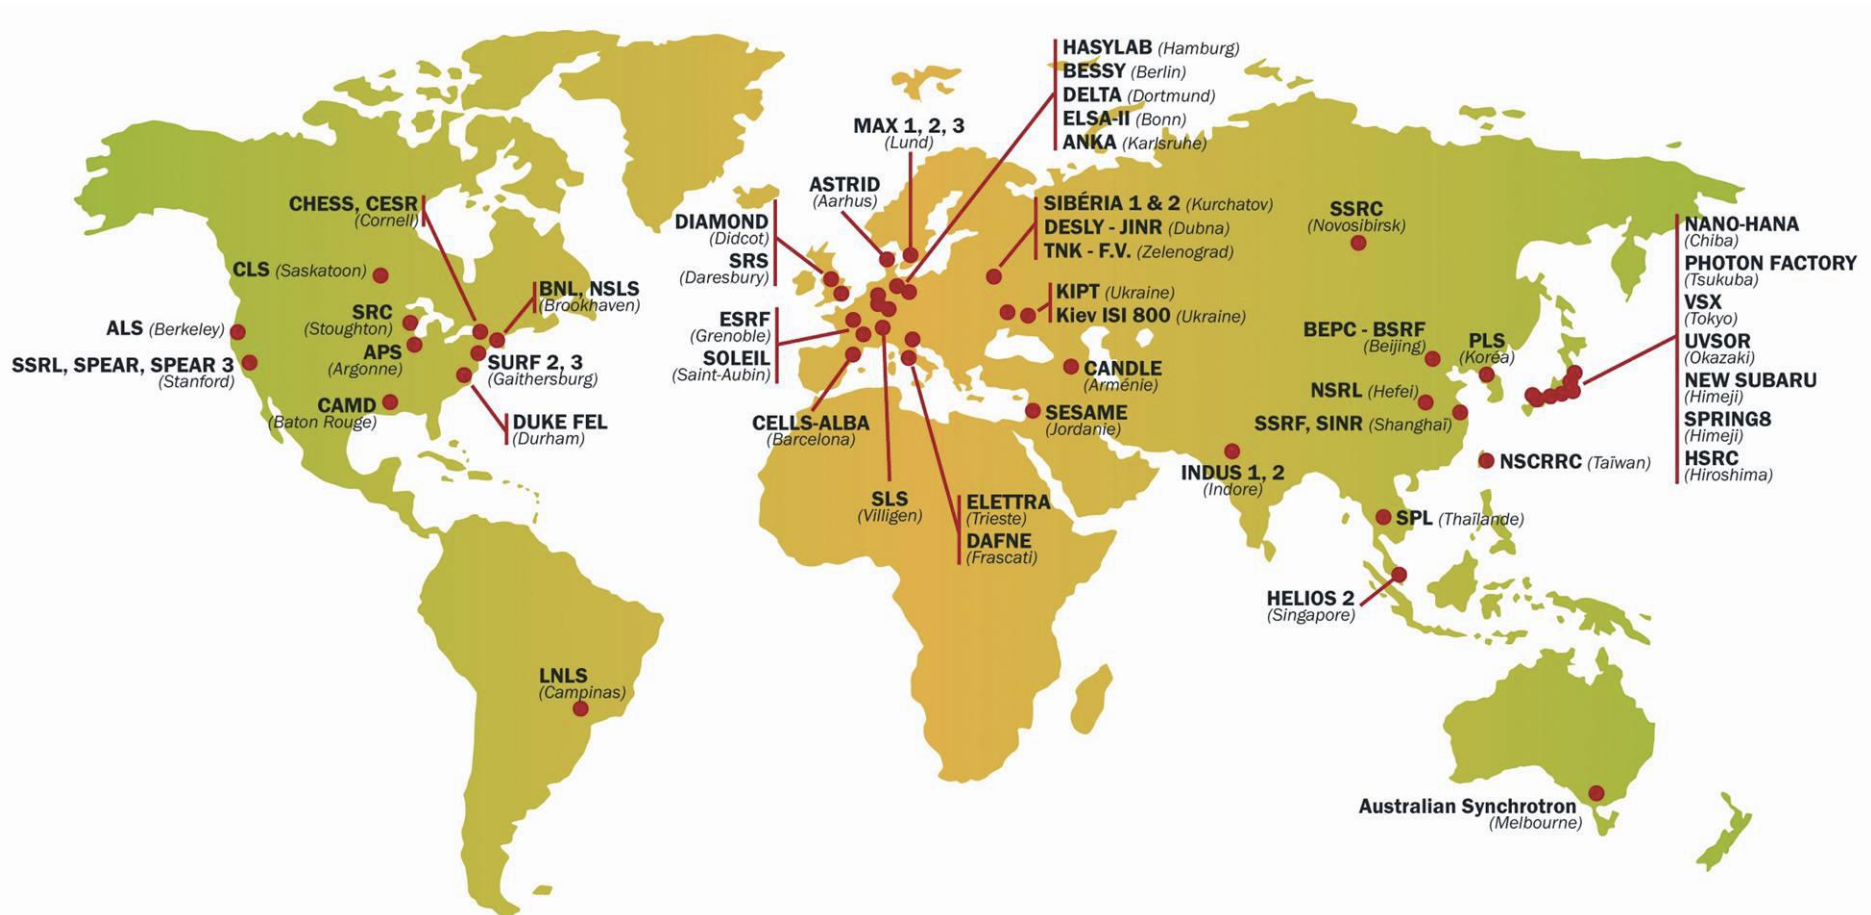 HASYLAB (Hamburg)
BESSY (Berlin)
DELTA (Dortmund)
ELSA-II (Bonn)
ANKA (Karlsruhe)
MAX 1, 2, 3
(Lund)
ASTRID
(Aarhus)
DIAMOND
(Didcot)
SRS
(Daresbury)
SIBÉRIA 1 & 2 (Kurchatov)
DESLY - JINR (Dubna)
TNK - F.V. (Zelenograd)
SSRC
(Novosibirsk)
CHESS, CESR
(Cornell)
CLS (Saskatoon)
BNL, NSLS
(Brookhaven)
SRC
(Stoughton)
ALS (Berkeley)
APS
(Argonne)
SSRL, SPEAR, SPEAR 3
(Stanford)
SURF 2, 3
(Gaithersburg)
CAMD
(Baton Rouge)
DUKE FEL
(Durham)
ESRF
(Grenoble)
SOLEIL
(Saint-Aubin)
KIPT (Ukraine)
Kiev ISI 800 (Ukraine)
CANDLE
(Arménie)
SESAME
(Jordanie)
CELLS-ALBA
(Barcelona)
SLS
(Villigen)
ELETTRA
(Trieste)
DAFNE
(Frascati)
BEPC - BSRF
(Beijing)
PLS
(Koréa)
NSRL (Hefei)
SSRF, SINR (Shanghaï)
INDUS 1, 2
(Indore)
NSCRRC (Taïwan)
SPL (Thaïlande)
HELIOS 2
(Singapore)
NANO-HANA
(Chiba)
PHOTON FACTORY
(Tsukuba)
VSX
(Tokyo)
UVSOR
(Okazaki)
NEW SUBARU
(Himeji)
SPRING8
(Himeji)
HSRC
(Hiroshima)
LNLS
(Campinas)
Australian Synchrotron
(Melbourne)